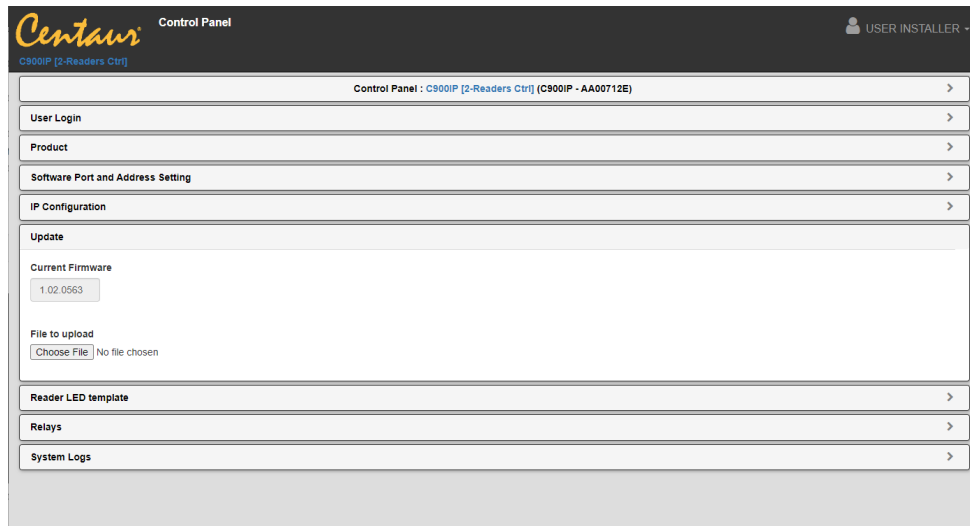 Centaur
Control Panel
USER INSTALLER
C900IP [2-Readers Ctrl]
Control Panel : C900IP [2-Readers Ctrl] (C900IP - AA00712E)
User Login
Product
Software Port and Address Setting
IP Configuration
Update
Current Firmware
1.02.0563
File to upload
Choose File No file chosen
Reader LED template
Relays
System Logs